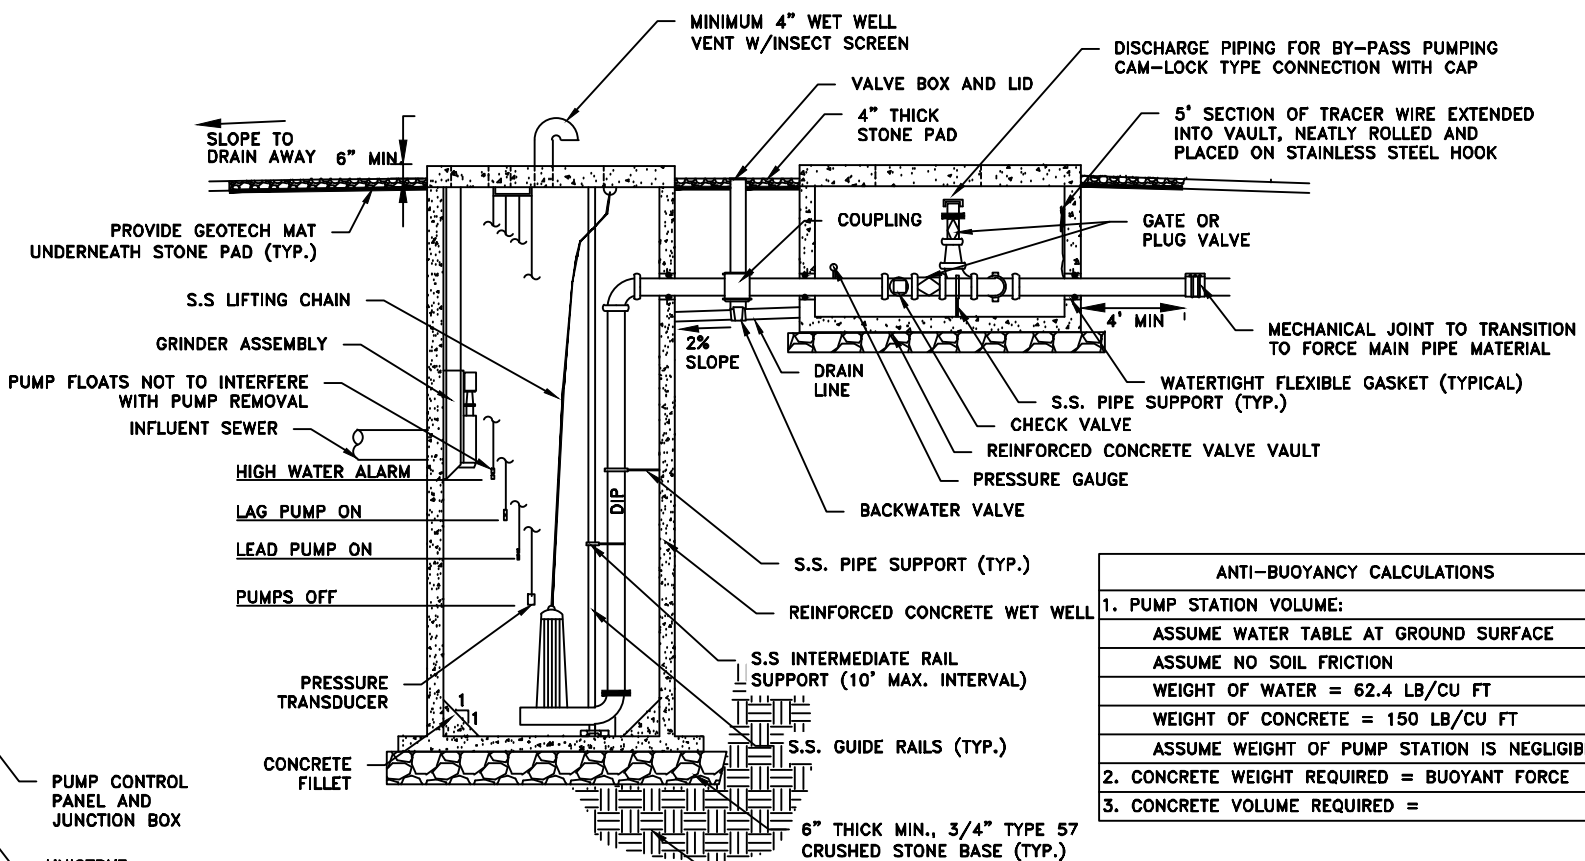 MINIMUM 4" WET WELL
VENT W/INSECT SCREEN
DISCHARGE PIPING FOR BY-PASS PUMPING
CAM-LOCK TYPE CONNECTION WITH CAP
VALVE BOX AND LID
4" THICK
STONE PAD
5' SECTION OF TRACER WIRE EXTENDED
INTO VAULT, NEATLY ROLLED AND
PLACED ON STAINLESS STEEL HOOK
SLOPE TO
DRAIN AWAY
6" MIN.
PROVIDE GEOTECH MAT
UNDERNEATH STONE PAD (TYP.)
COUPLING
GATE OR
PLUG VALVE
S.S LIFTING CHAIN
GRINDER ASSEMBLY
PUMP FLOATS NOT TO INTERFERE
WITH PUMP REMOVAL
INFLUENT SEWER
HIGH WATER ALARM
LAG PUMP ON
LEAD PUMP ON
PUMPS OFF
DIP
2%
SLOPE
DRAIN
LINE
4' MIN
MECHANICAL JOINT TO TRANSITION
TO FORCE MAIN PIPE MATERIAL
WATERTIGHT FLEXIBLE GASKET (TYPICAL)
S.S. PIPE SUPPORT (TYP.)
CHECK VALVE
REINFORCED CONCRETE VALVE VAULT
PRESSURE GAUGE
BACKWATER VALVE
S.S. PIPE SUPPORT (TYP.)
REINFORCED CONCRETE WET WELL
S.S INTERMEDIATE RAIL
SUPPORT (10' MAX. INTERVAL)
PRESSURE
TRANSDUCER
1
1
S.S. GUIDE RAILS (TYP.)
CONCRETE
FILLET
6" THICK MIN., 3/4" TYPE 57
CRUSHED STONE BASE (TYP.)
PUMP CONTROL
PANEL AND
JUNCTION BOX
ANTI-BUOYANCY CALCULATIONS
1. PUMP STATION VOLUME:
ASSUME WATER TABLE AT GROUND SURFACE
ASSUME NO SOIL FRICTION
WEIGHT OF WATER = 62.4 LB/CU FT
WEIGHT OF CONCRETE = 150 LB/CU FT
ASSUME WEIGHT OF PUMP STATION IS NEGLIGIB
2. CONCRETE WEIGHT REQUIRED = BUOYANT FORCE
3. CONCRETE VOLUME REQUIRED =